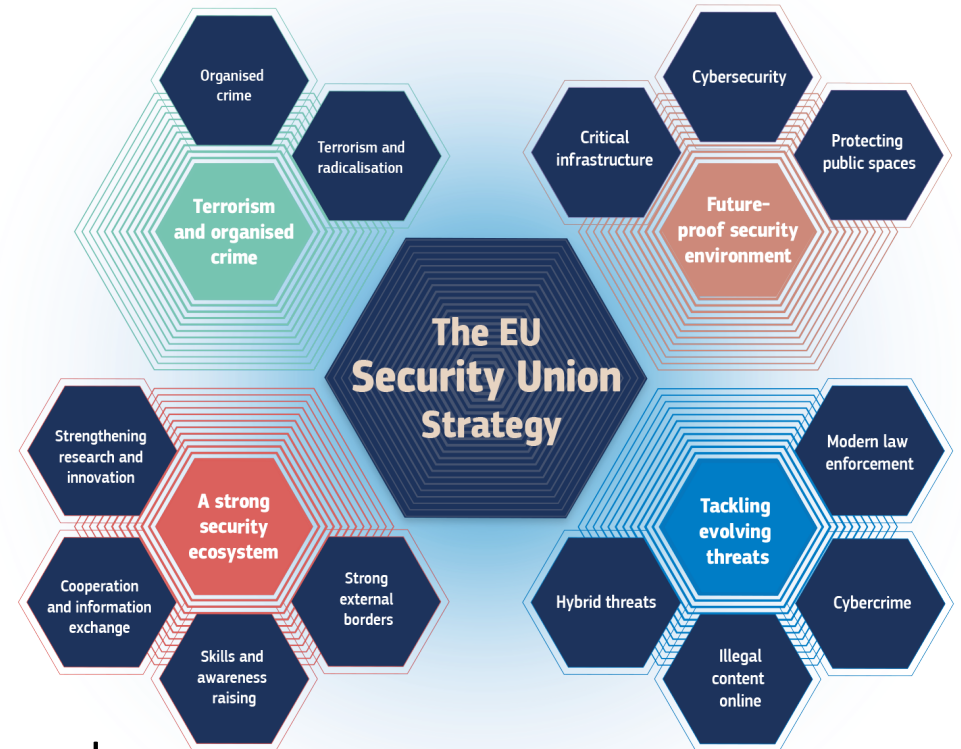 Organised
crime
Terrorism and
radicalisation
Terrorism
and organised
crime
Cybersecurity
Critical
infrastructure
Protecting
public spaces
Future-
proof security
environment
The EU
Security Union
Strategy
Strengthening
research and
innovation
A strong
security
ecosystem
Cooperation
and information
exchange
Strong
external
borders
Skills and
awareness
raising
Modern law
enforcement
Tackling
evolving
threats
Hybrid threats
Cybercrime
Illegal
content
online